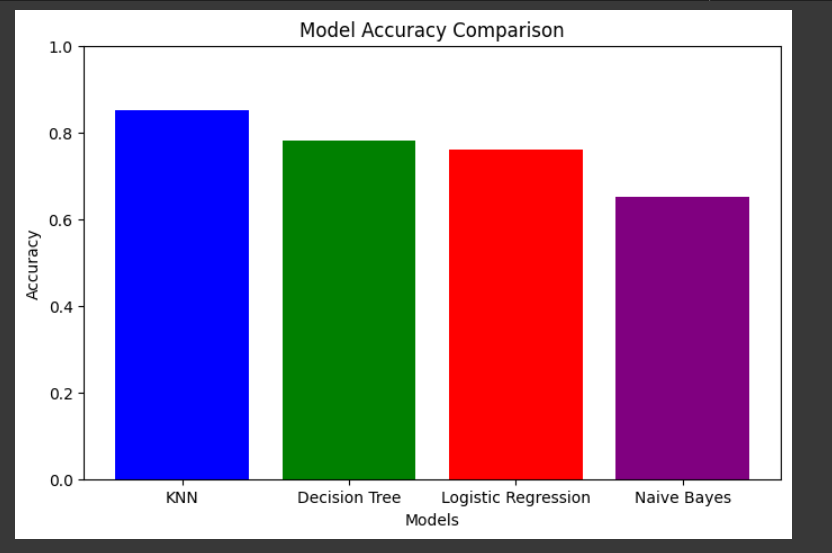 Model Accuracy Comparison
1.0
0.8
0.6
0.4
0.2
0.0
Accuracy
KNN Decision Tree Logistic Regression Naive Bayes
Models